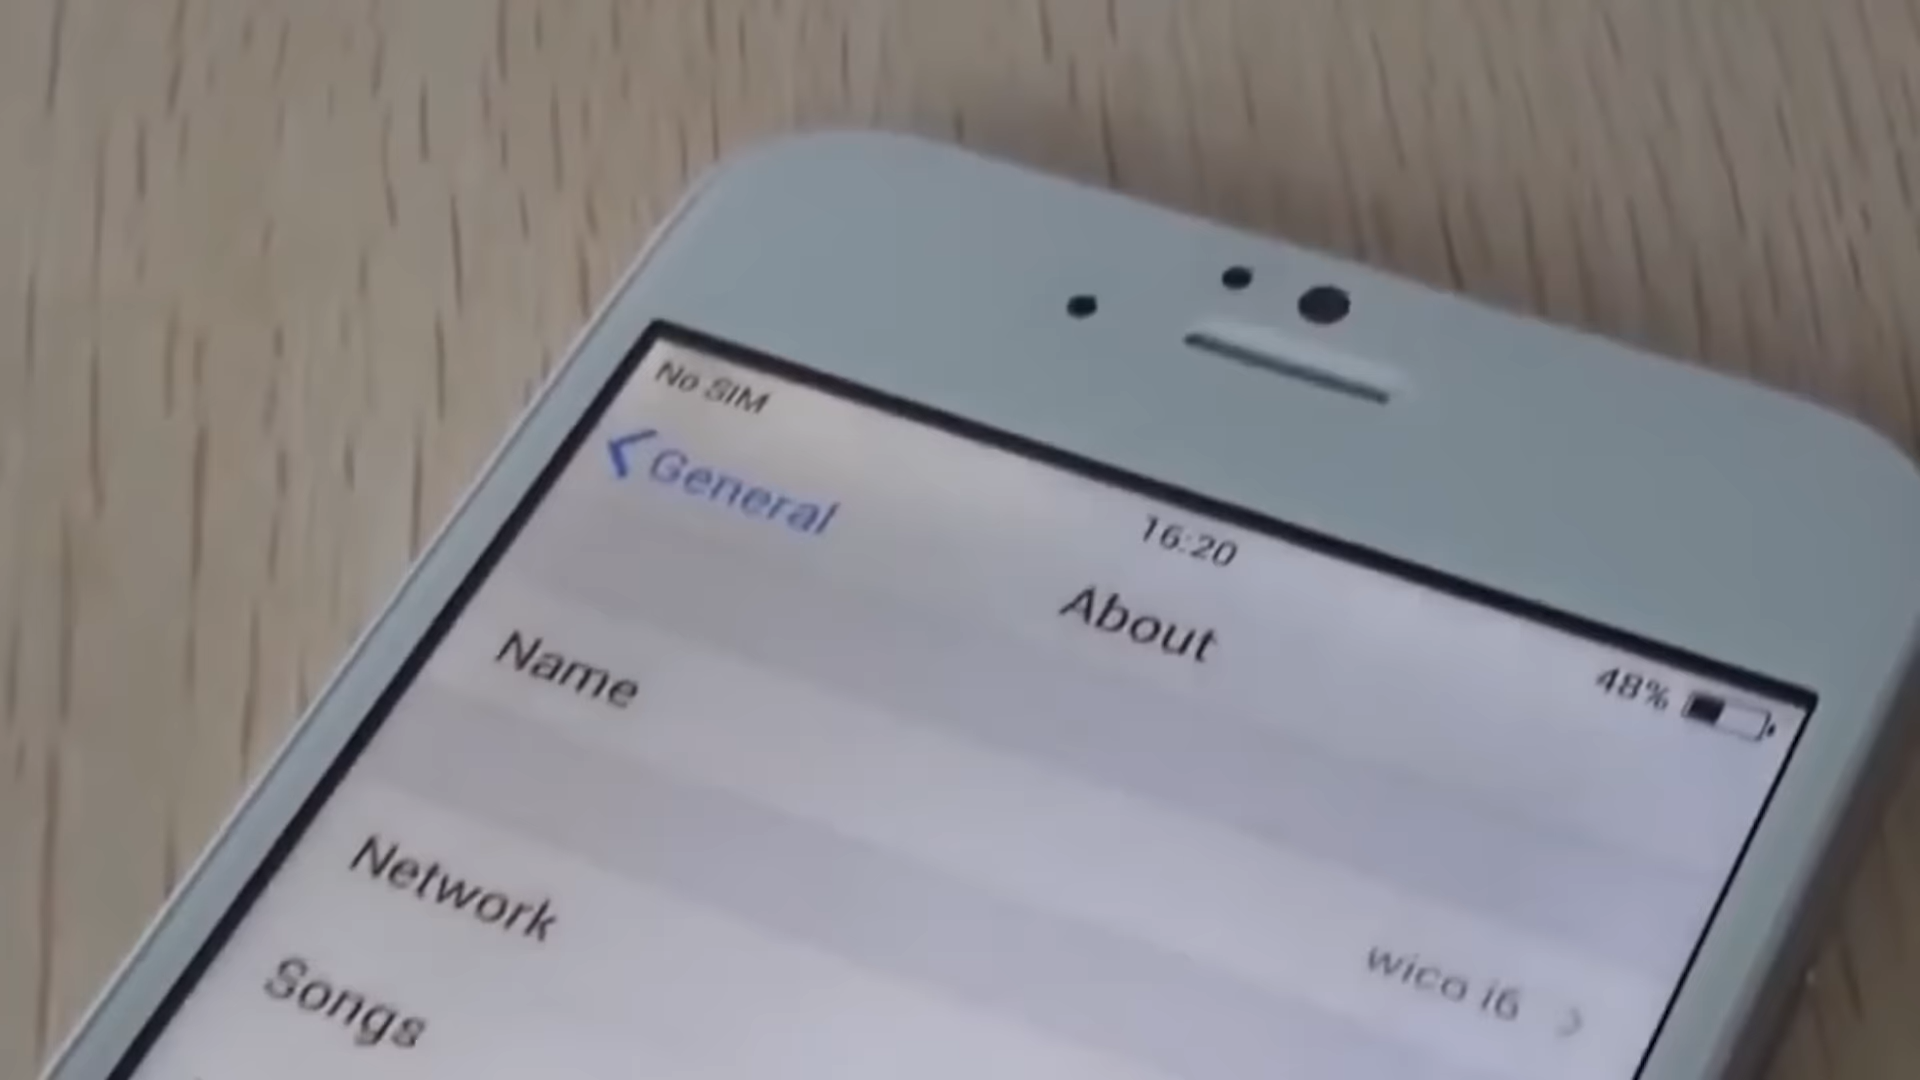 No SIM
16:20
48%
General
About
Name
wico i6
Network
Songs